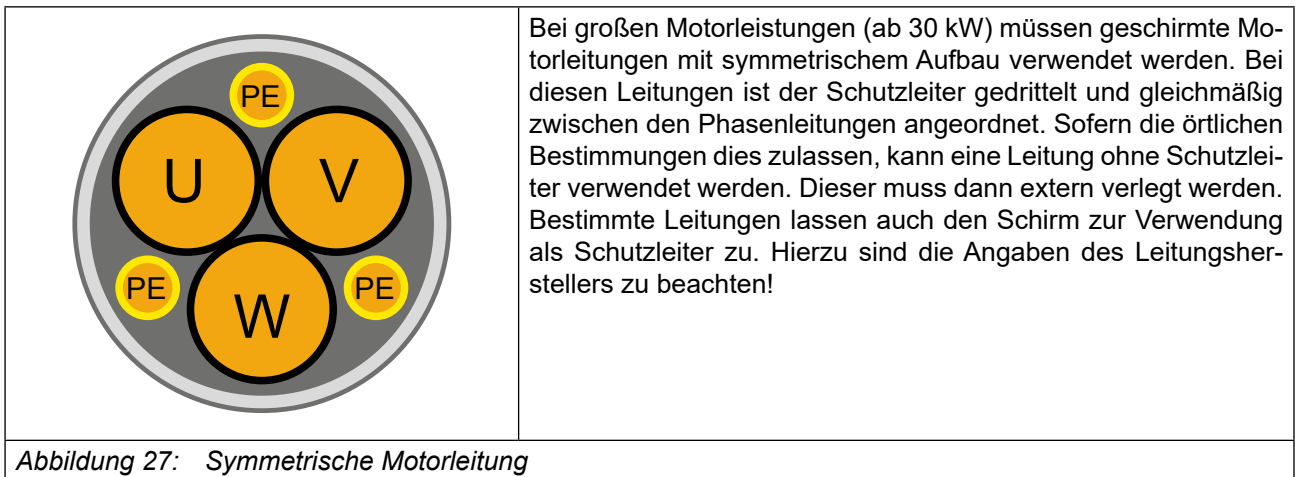 PE
U V
PE PE
W
Bei großen Motorleistungen (ab 30 kW) müssen geschirmte Mo-
torleitungen mit symmetrischem Aufbau verwendet werden. Bei
diesen Leitungen ist der Schutzleiter gedrittelt und gleichmäßig
zwischen den Phasenleitungen angeordnet. Sofern die örtlichen
Bestimmungen dies zulassen, kann eine Leitung ohne Schutzlei-
ter verwendet werden. Dieser muss dann extern verlegt werden.
Bestimmte Leitungen lassen auch den Schirm zur Verwendung
als Schutzleiter zu. Hierzu sind die Angaben des Leitungsher-
stellers zu beachten!
Abbildung 27: Symmetrische Motorleitung